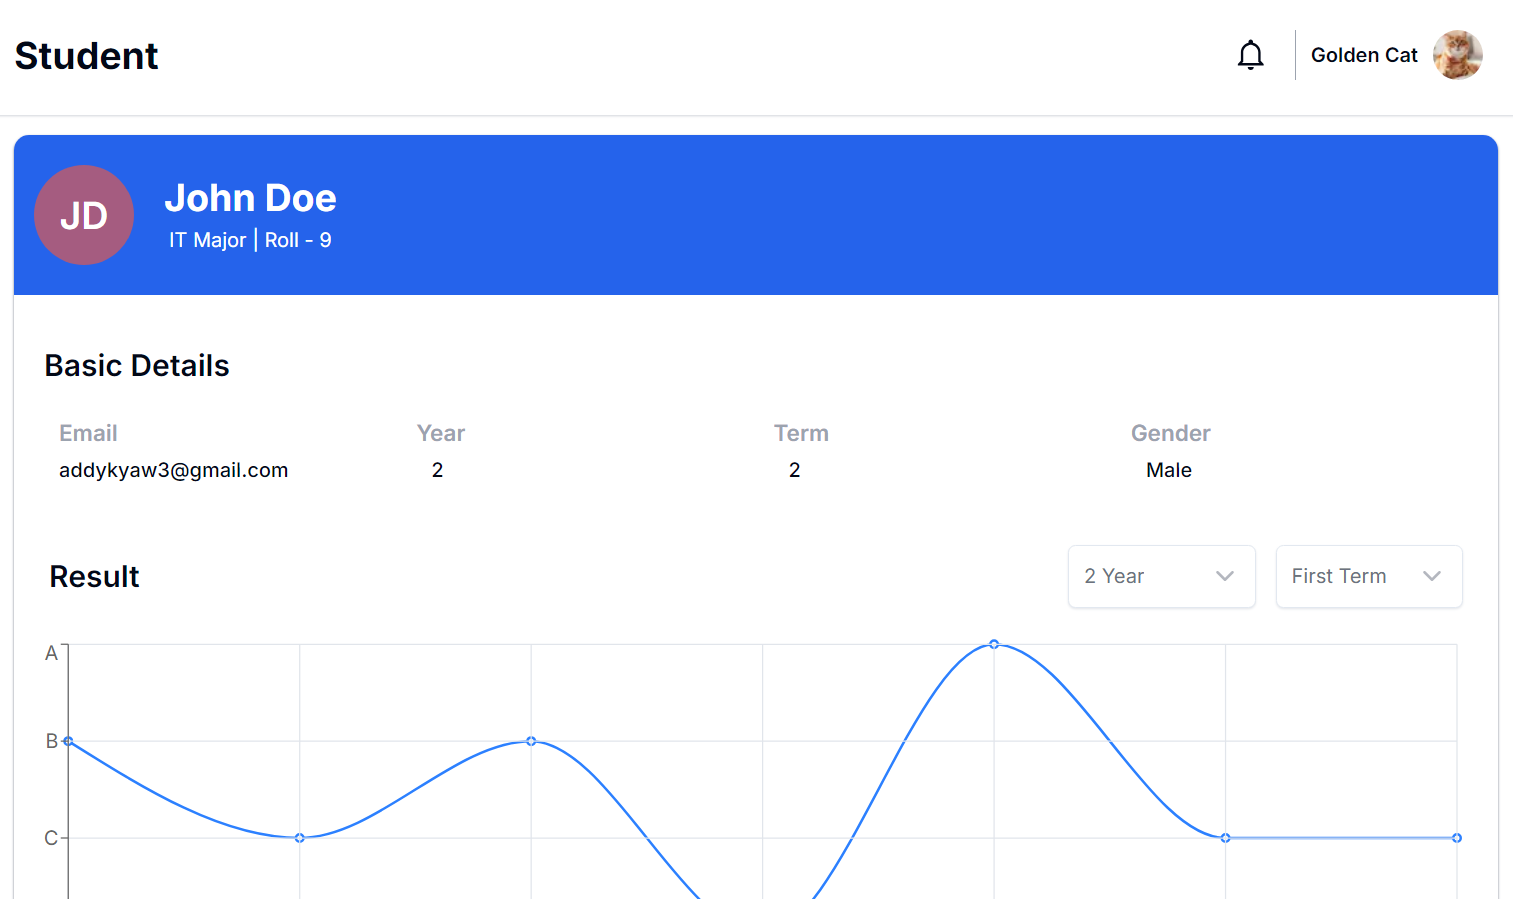 Student
Golden Cat
JD
John Doe
IT Major | Roll - 9
Basic Details
Email
Year
Term
Gender
addykyaw3@gmail.com
2
2
Male
Result
2 Year
First Term
A
B
C